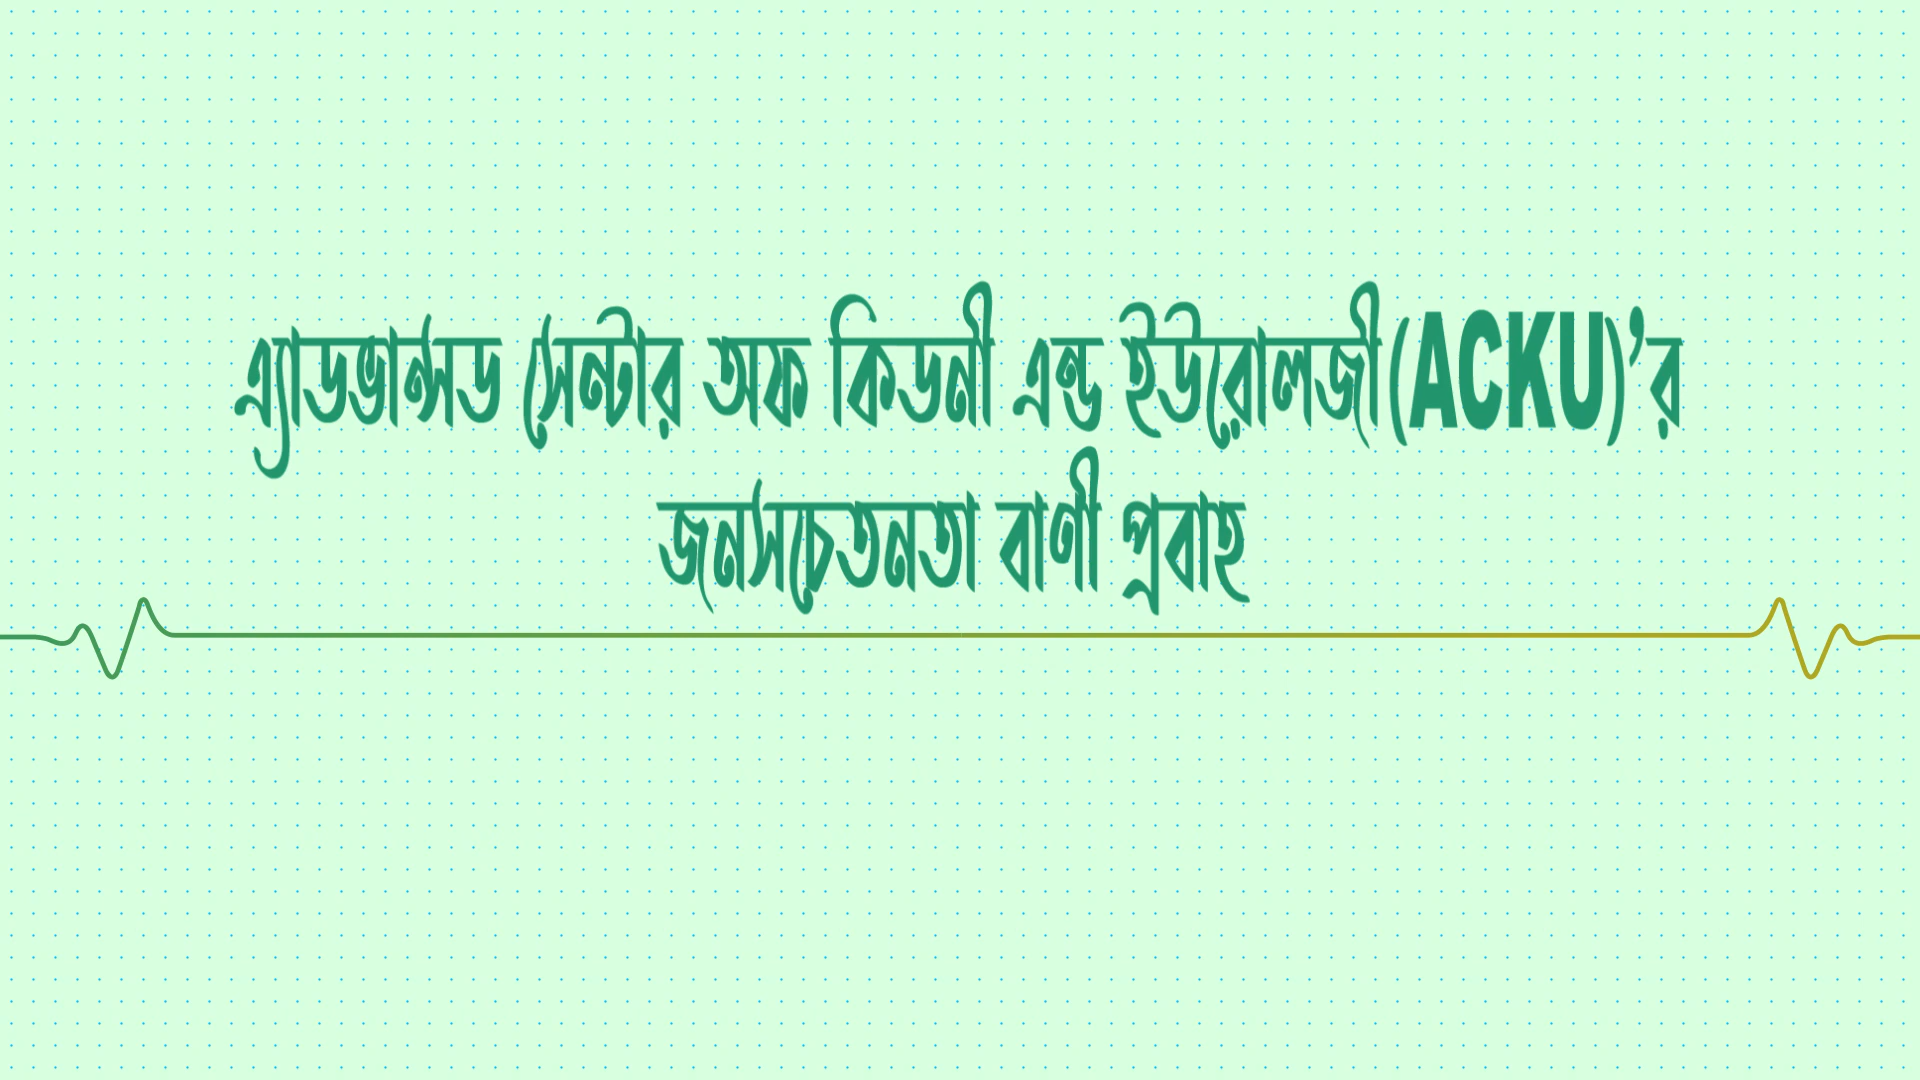 এ্যাডভান্সড সেন্টার অফ কিডনী এন্ড ইউরোলজী(ACKU)’র
জনসচেতনতা বাণী প্রবাহ